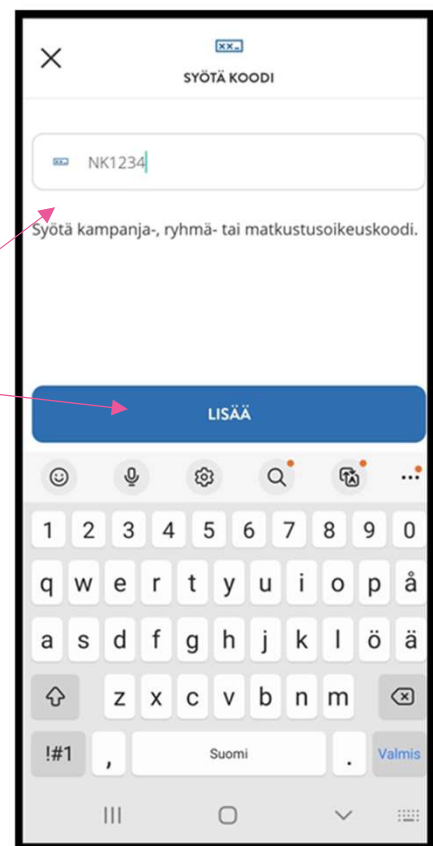 xx_
SYÖTÄ KOODI
NK1234
Syötä kampanja-, ryhmä- tai matkustusoikeuskoodi.
LISÄÄ
1 2 3 4 5 6 7 8 9 0
q w e r t y u i o p å
a s d f g h j k l ö ä
z x c v b n m
!#1 , Suomi . Valmis